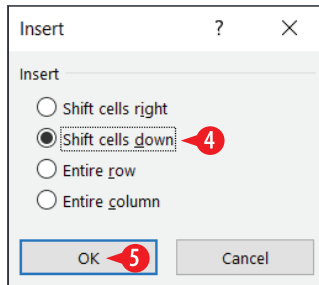 Insert ?
Insert
Shift cells right
Shift cells down 4
Entire row
Entire column
OK 5 Cancel